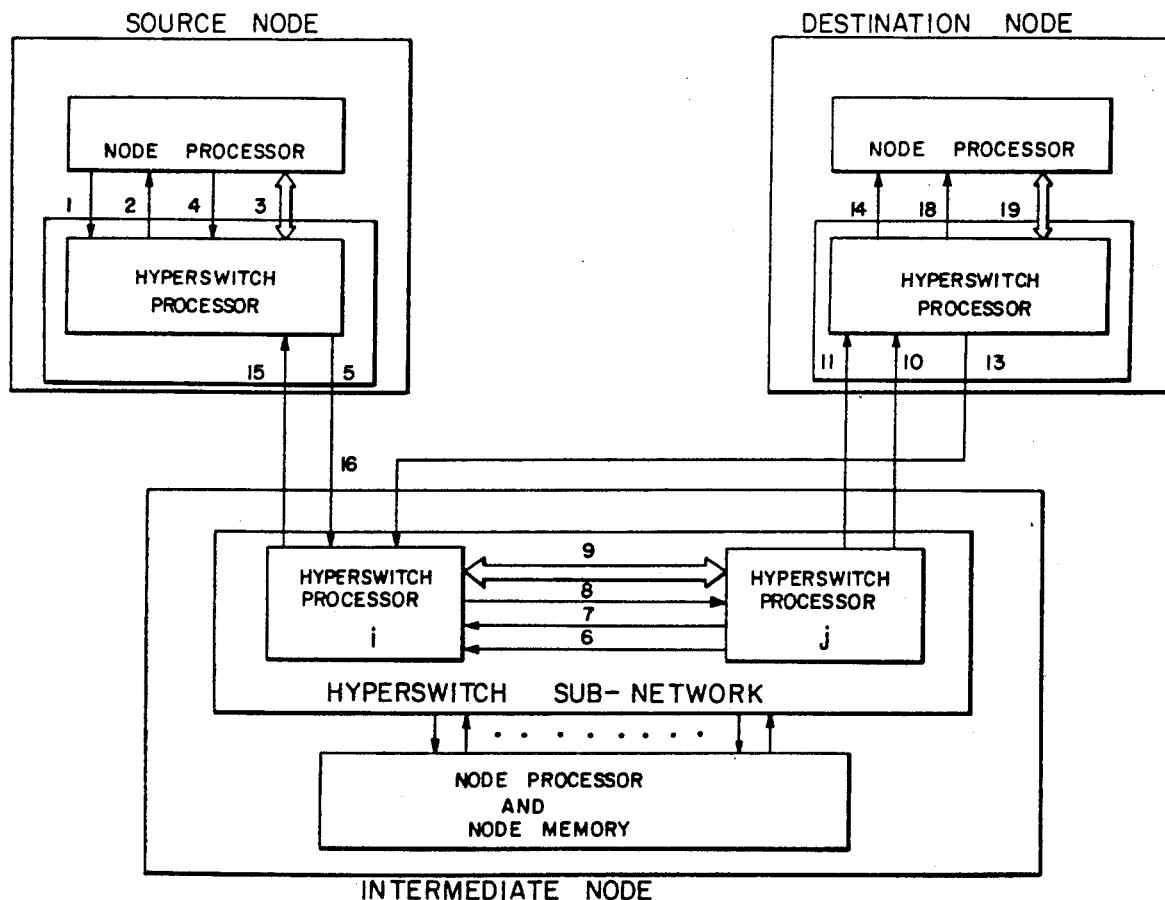 SOURCE NODE
DESTINATION NODE
NODE PROCESSOR
NODE PROCESSOR
1 2 4 3
14 18 19
HYPERSWITCH
PROCESSOR
HYPERSWITCH
PROCESSOR
15 5
11 10 13
16
9
HYPERSWITCH
PROCESSOR
i
8
7
6
HYPERSWITCH
PROCESSOR
j
HYPERSWITCH SUB-NETWORK
NODE PROCESSOR
AND
NODE MEMORY
INTERMEDIATE NODE